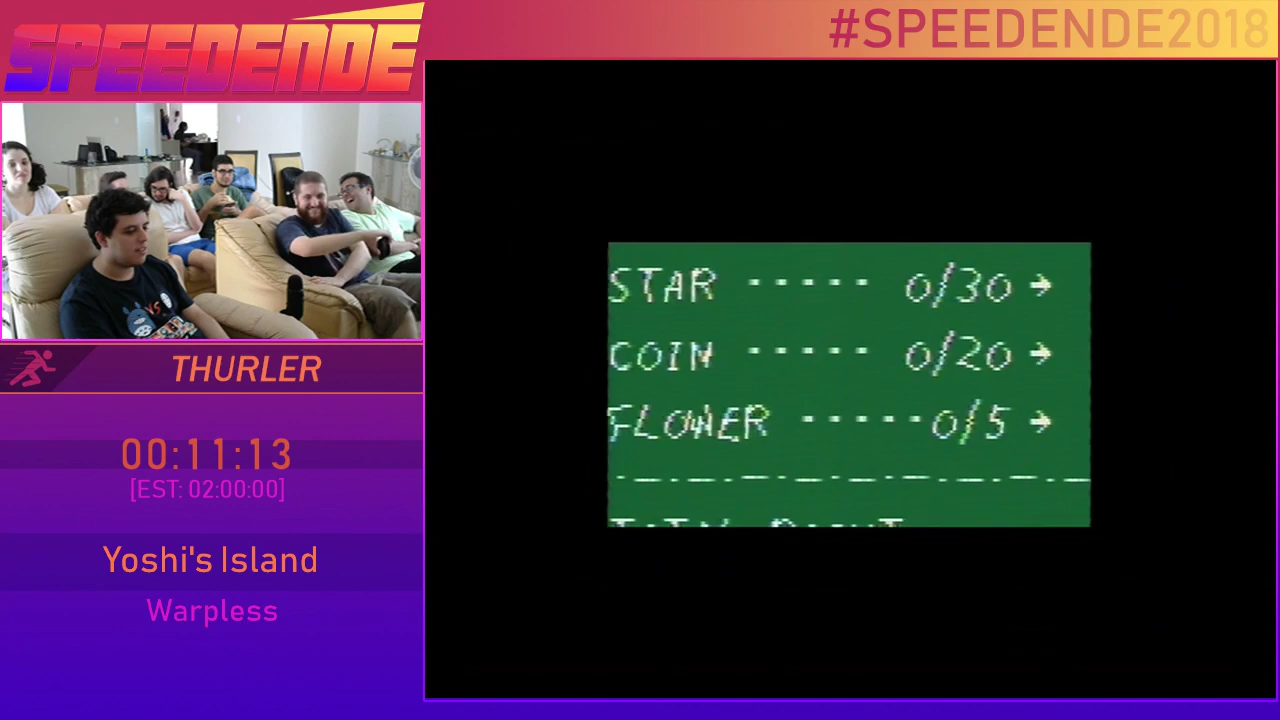 SPEEDENDE
#SPEEDENDE2018
THURLER
00:11:13
[EST: 02:00:00]
Yoshi's Island
Warpless
STAR ····· 0/30 →
COIN ····· 0/20 →
FLOWER ·····0/5 →